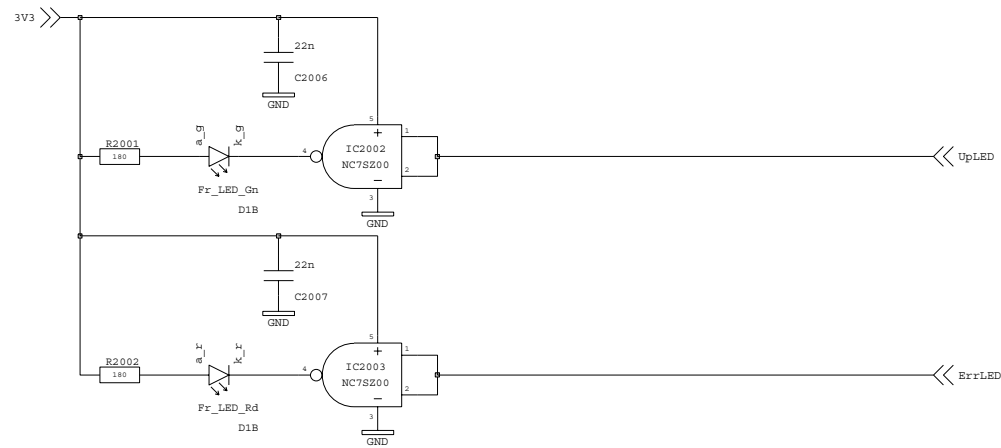 3V3
22n
C2006
GND
5
a_g
k_g
1
R2001
4
+
IC2002
180
NC7SZ00
UpLED
2
−
Fr_LED_Gn
3
D1B
GND
22n
C2007
GND
5
a_r
k_r
1
R2002
4
+
IC2003
180
NC7SZ00
ErrLED
2
−
Fr_LED_Rd
3
D1B
GND